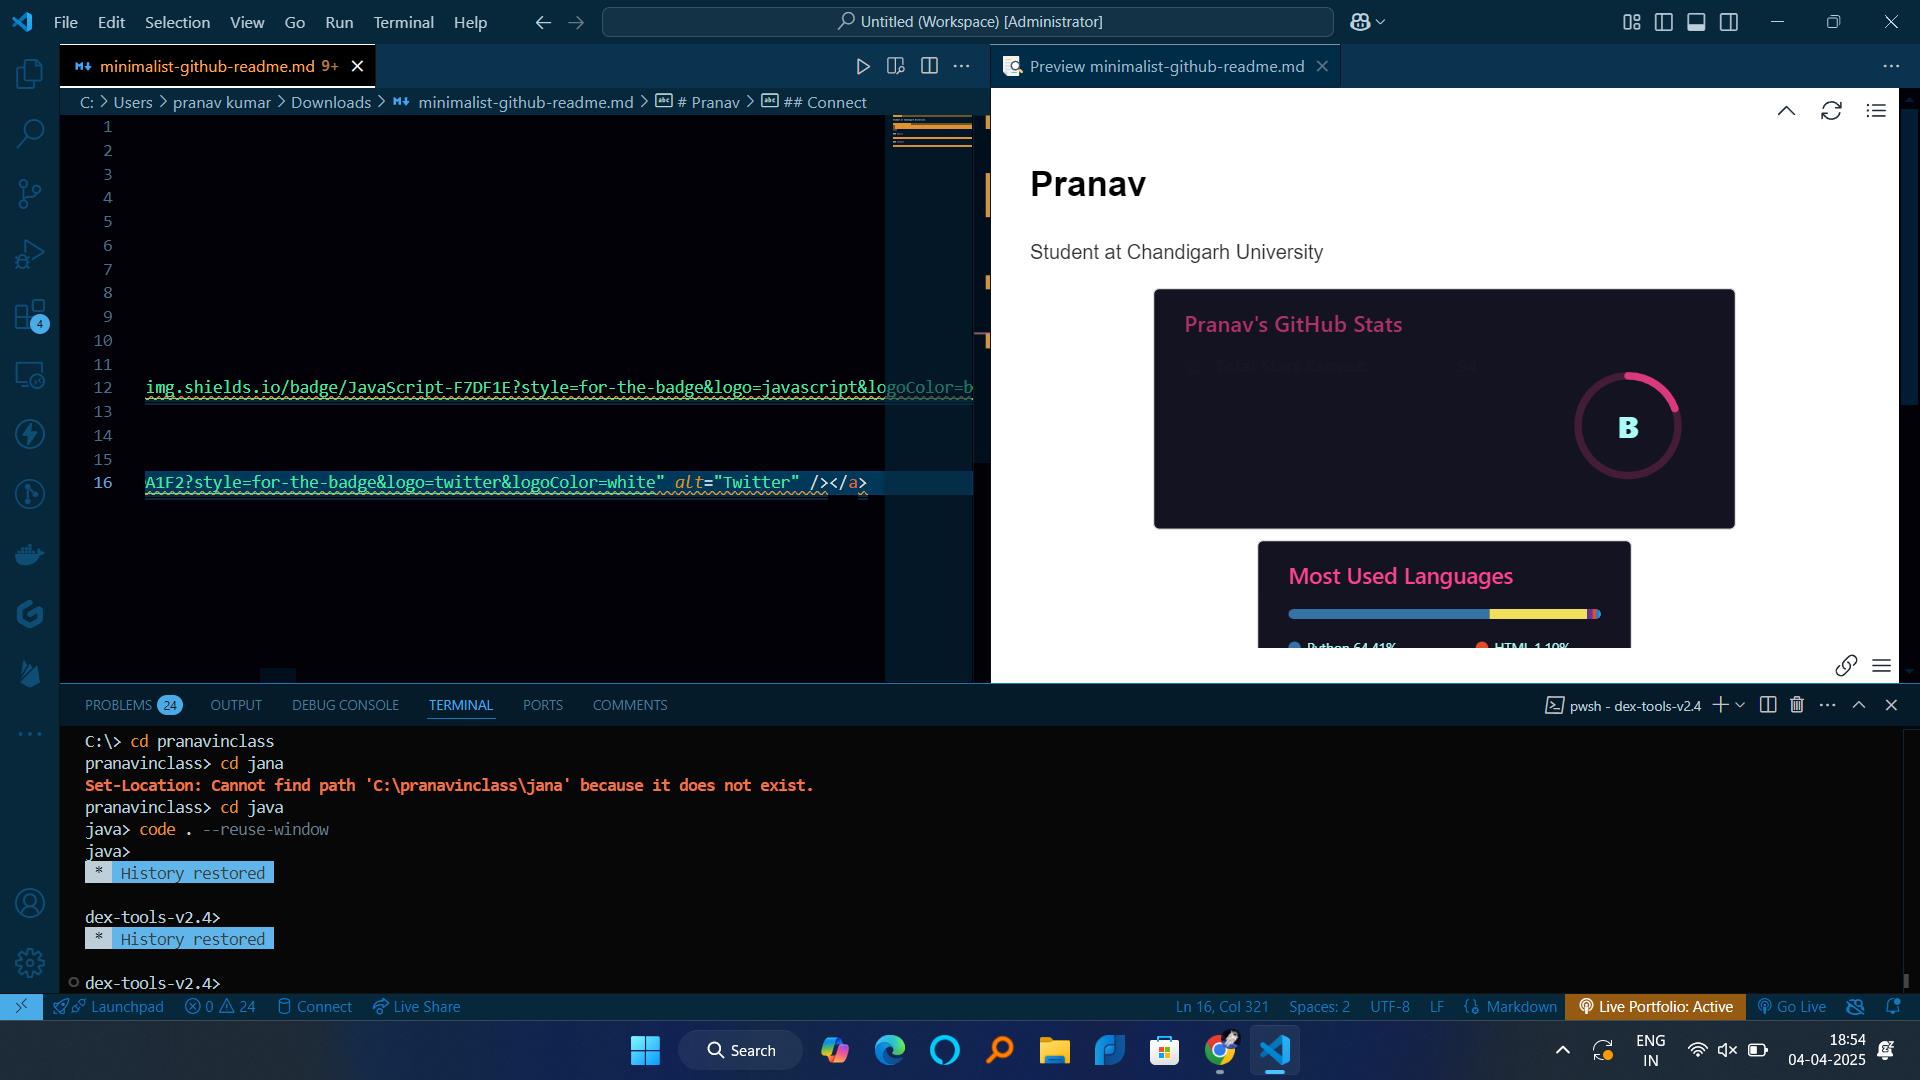 File Edit Selection View Go Run Terminal Help
Untitled (Workspace) [Administrator]
minimalist-github-readme.md 9+
Preview minimalist-github-readme.md
C: > Users > pranav kumar > Downloads > minimalist-github-readme.md > # Pranav > ## Connect
1
2
3
4
5
6
7
8
9
10
11
12 img.shields.io/badge/JavaScript-F7DF1E?style=for-the-badge&logo=javascript&logoColor=b
13
14
15
16 A1F2?style=for-the-badge&logo=twitter&logoColor=white" alt="Twitter" /></a>
4
Pranav
Student at Chandigarh University
Pranav's GitHub Stats
B
Most Used Languages
Python 64.41% HTML 1.10%
PROBLEMS 24 OUTPUT DEBUG CONSOLE TERMINAL PORTS COMMENTS
pwsh - dex-tools-v2.4
C:\> cd pranavinclass
pranavinclass> cd jana
Set-Location: Cannot find path 'C:\pranavinclass\jana' because it does not exist.
pranavinclass> cd java
java> code . --reuse-window
java>
* History restored
dex-tools-v2.4>
* History restored
dex-tools-v2.4>
Launchpad 0 24 Connect Live Share
Ln 16, Col 321 Spaces: 2 UTF-8 LF Markdown Live Portfolio: Active Go Live
Search
ENG
IN
18:54
04-04-2025